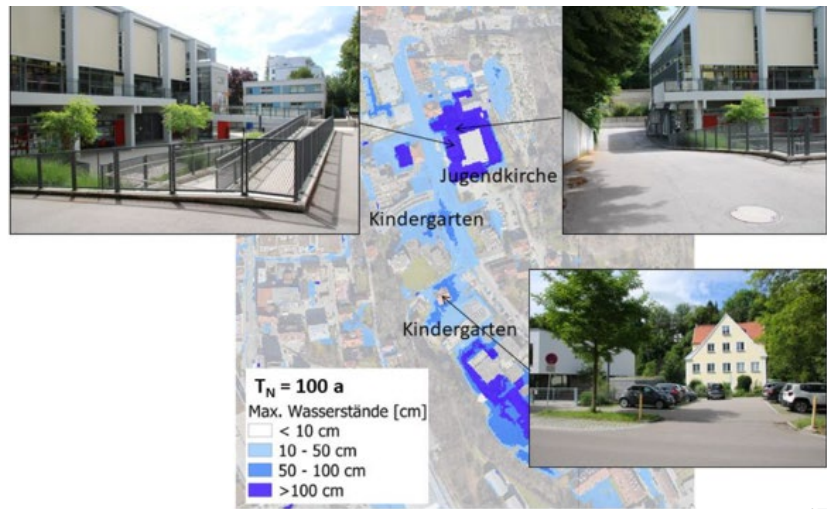 Jugendkirche
Kindergarten
Kindergarten
T_N = 100 a
Max. Wasserstände [cm]
< 10 cm
10 - 50 cm
50 - 100 cm
>100 cm